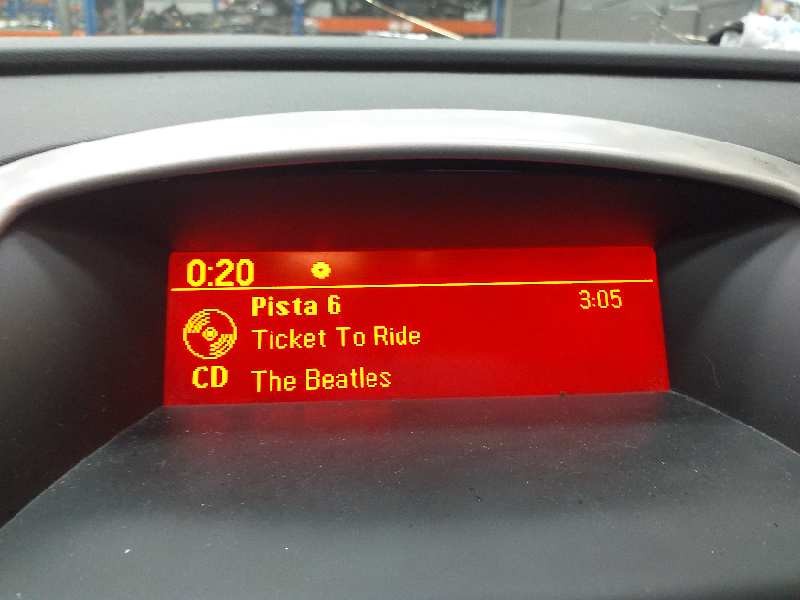 0:20
Pista 6 3:05
Ticket To Ride
CD The Beatles